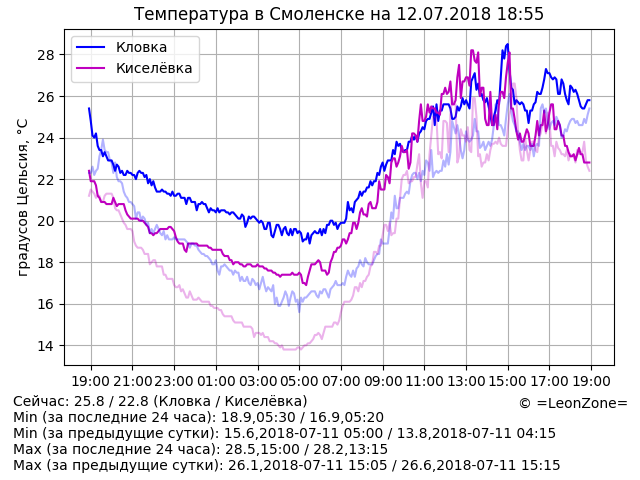 Температура в Смоленске на 12.07.2018 18:55
Кловка
Киселёвка
градусов Цельсия, °C
28
26
24
22
20
18
16
14
19:00 21:00 23:00 01:00 03:00 05:00 07:00 09:00 11:00 13:00 15:00 17:00 19:00
Сейчас: 25.8 / 22.8 (Кловка / Киселёвка)
© =LeonZone=
Min (за последние 24 часа): 18.9,05:30 / 16.9,05:20
Min (за предыдущие сутки): 15.6,2018-07-11 05:00 / 13.8,2018-07-11 04:15
Max (за последние 24 часа): 28.5,15:00 / 28.2,13:15
Max (за предыдущие сутки): 26.1,2018-07-11 15:05 / 26.6,2018-07-11 15:15